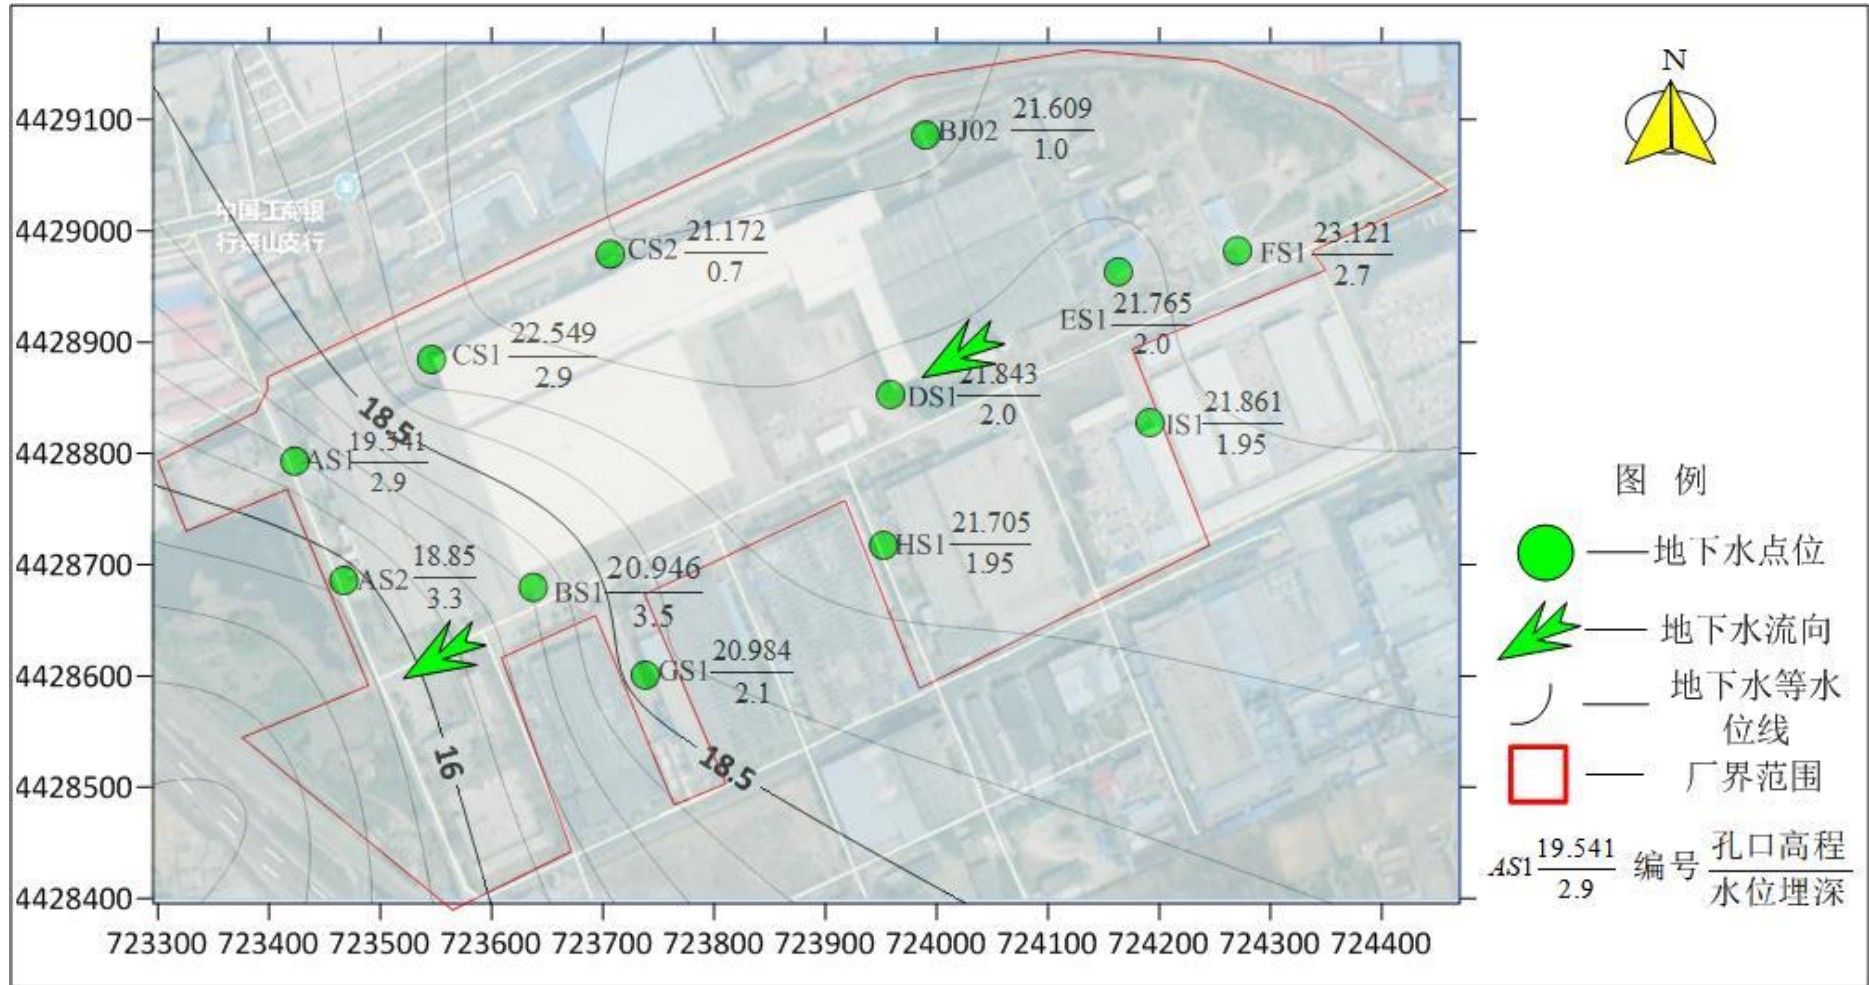 N
4429100
4429000
4428900
4428800
4428700
4428600
4428500
4428400
723300 723400 723500 723600 723700 723800 723900 724000 724100 724200 724300 724400
中国工商银
BJ02 21.609
1.0
CS2 21.172
0.7
FS1 23.121
2.7
ES1 21.765
2.0
CS1 22.549
2.9
DS1 21.843
2.0
IS1 21.861
1.95
18.5
AS1 19.541
2.9
HS1 21.705
1.95
AS2 18.85
3.3
BS1 20.946
3.5
GS1 20.984
2.1
16
18.5
图 例
地下水点位
地下水流向
地下水等水
位线
厂界范围
AS1 19.541 编号 孔口高程
2.9 水位埋深